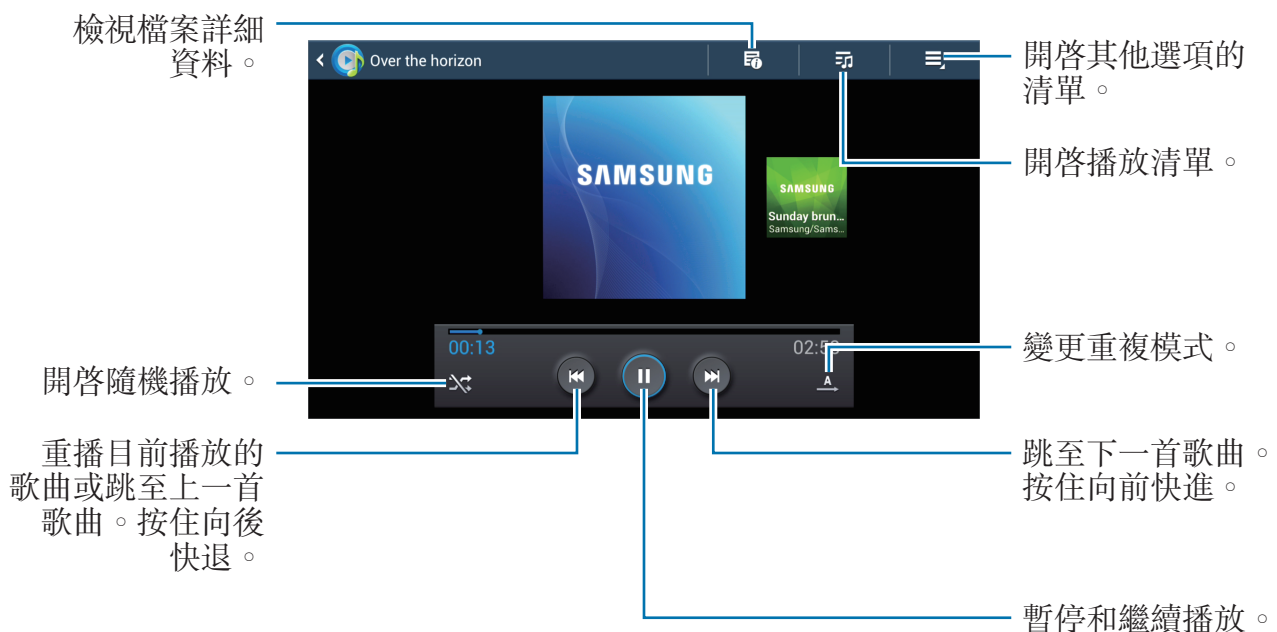 檢視檔案詳細
資料。
Over the horizon
開啓其他選項的
清單。
開啓播放清單。
SAMSUNG
SAMSUNG
Sunday brun...
Samsung/Sams...
00:13
變更重複模式。
A
開啓隨機播放。
重播目前播放的
歌曲或跳至上一首
歌曲。按住向後
快退。
跳至下一首歌曲。
按住向前快進。
暫停和繼續播放。